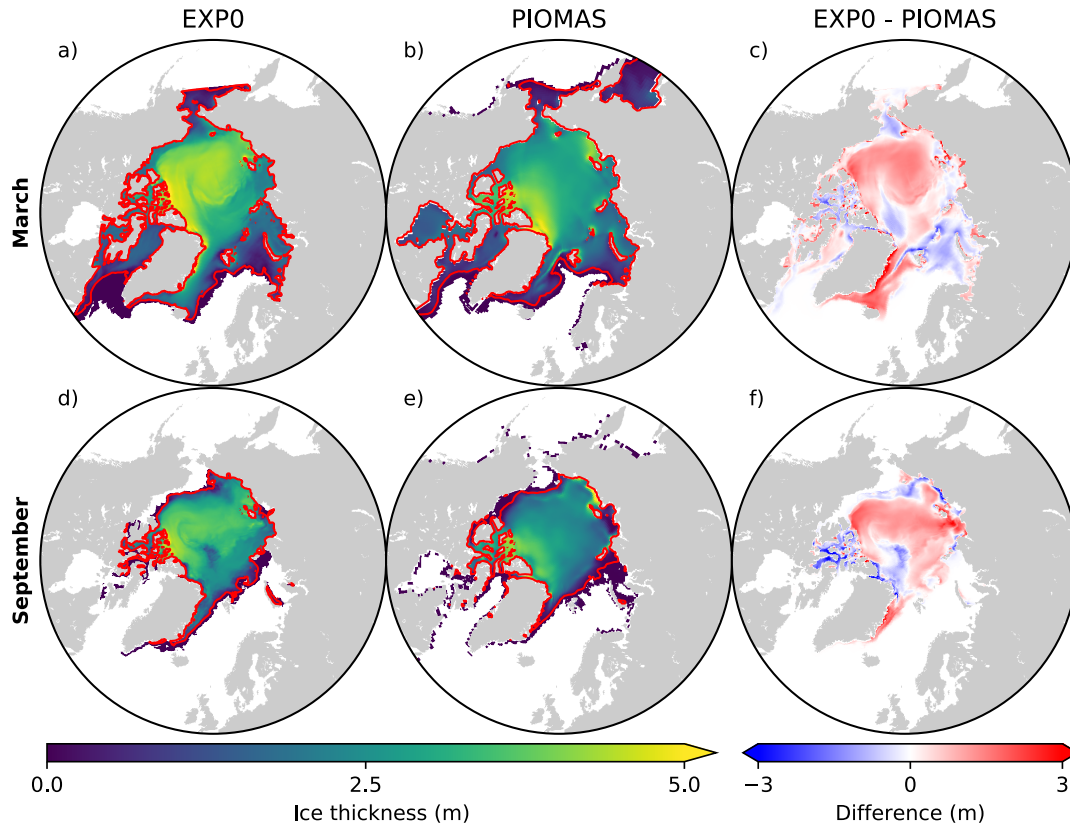 EXP0
PIOMAS
EXP0 - PIOMAS
a)
b)
c)
March
d)
e)
f)
September
0.0
2.5
5.0
Ice thickness (m)
−3
0
3
Difference (m)